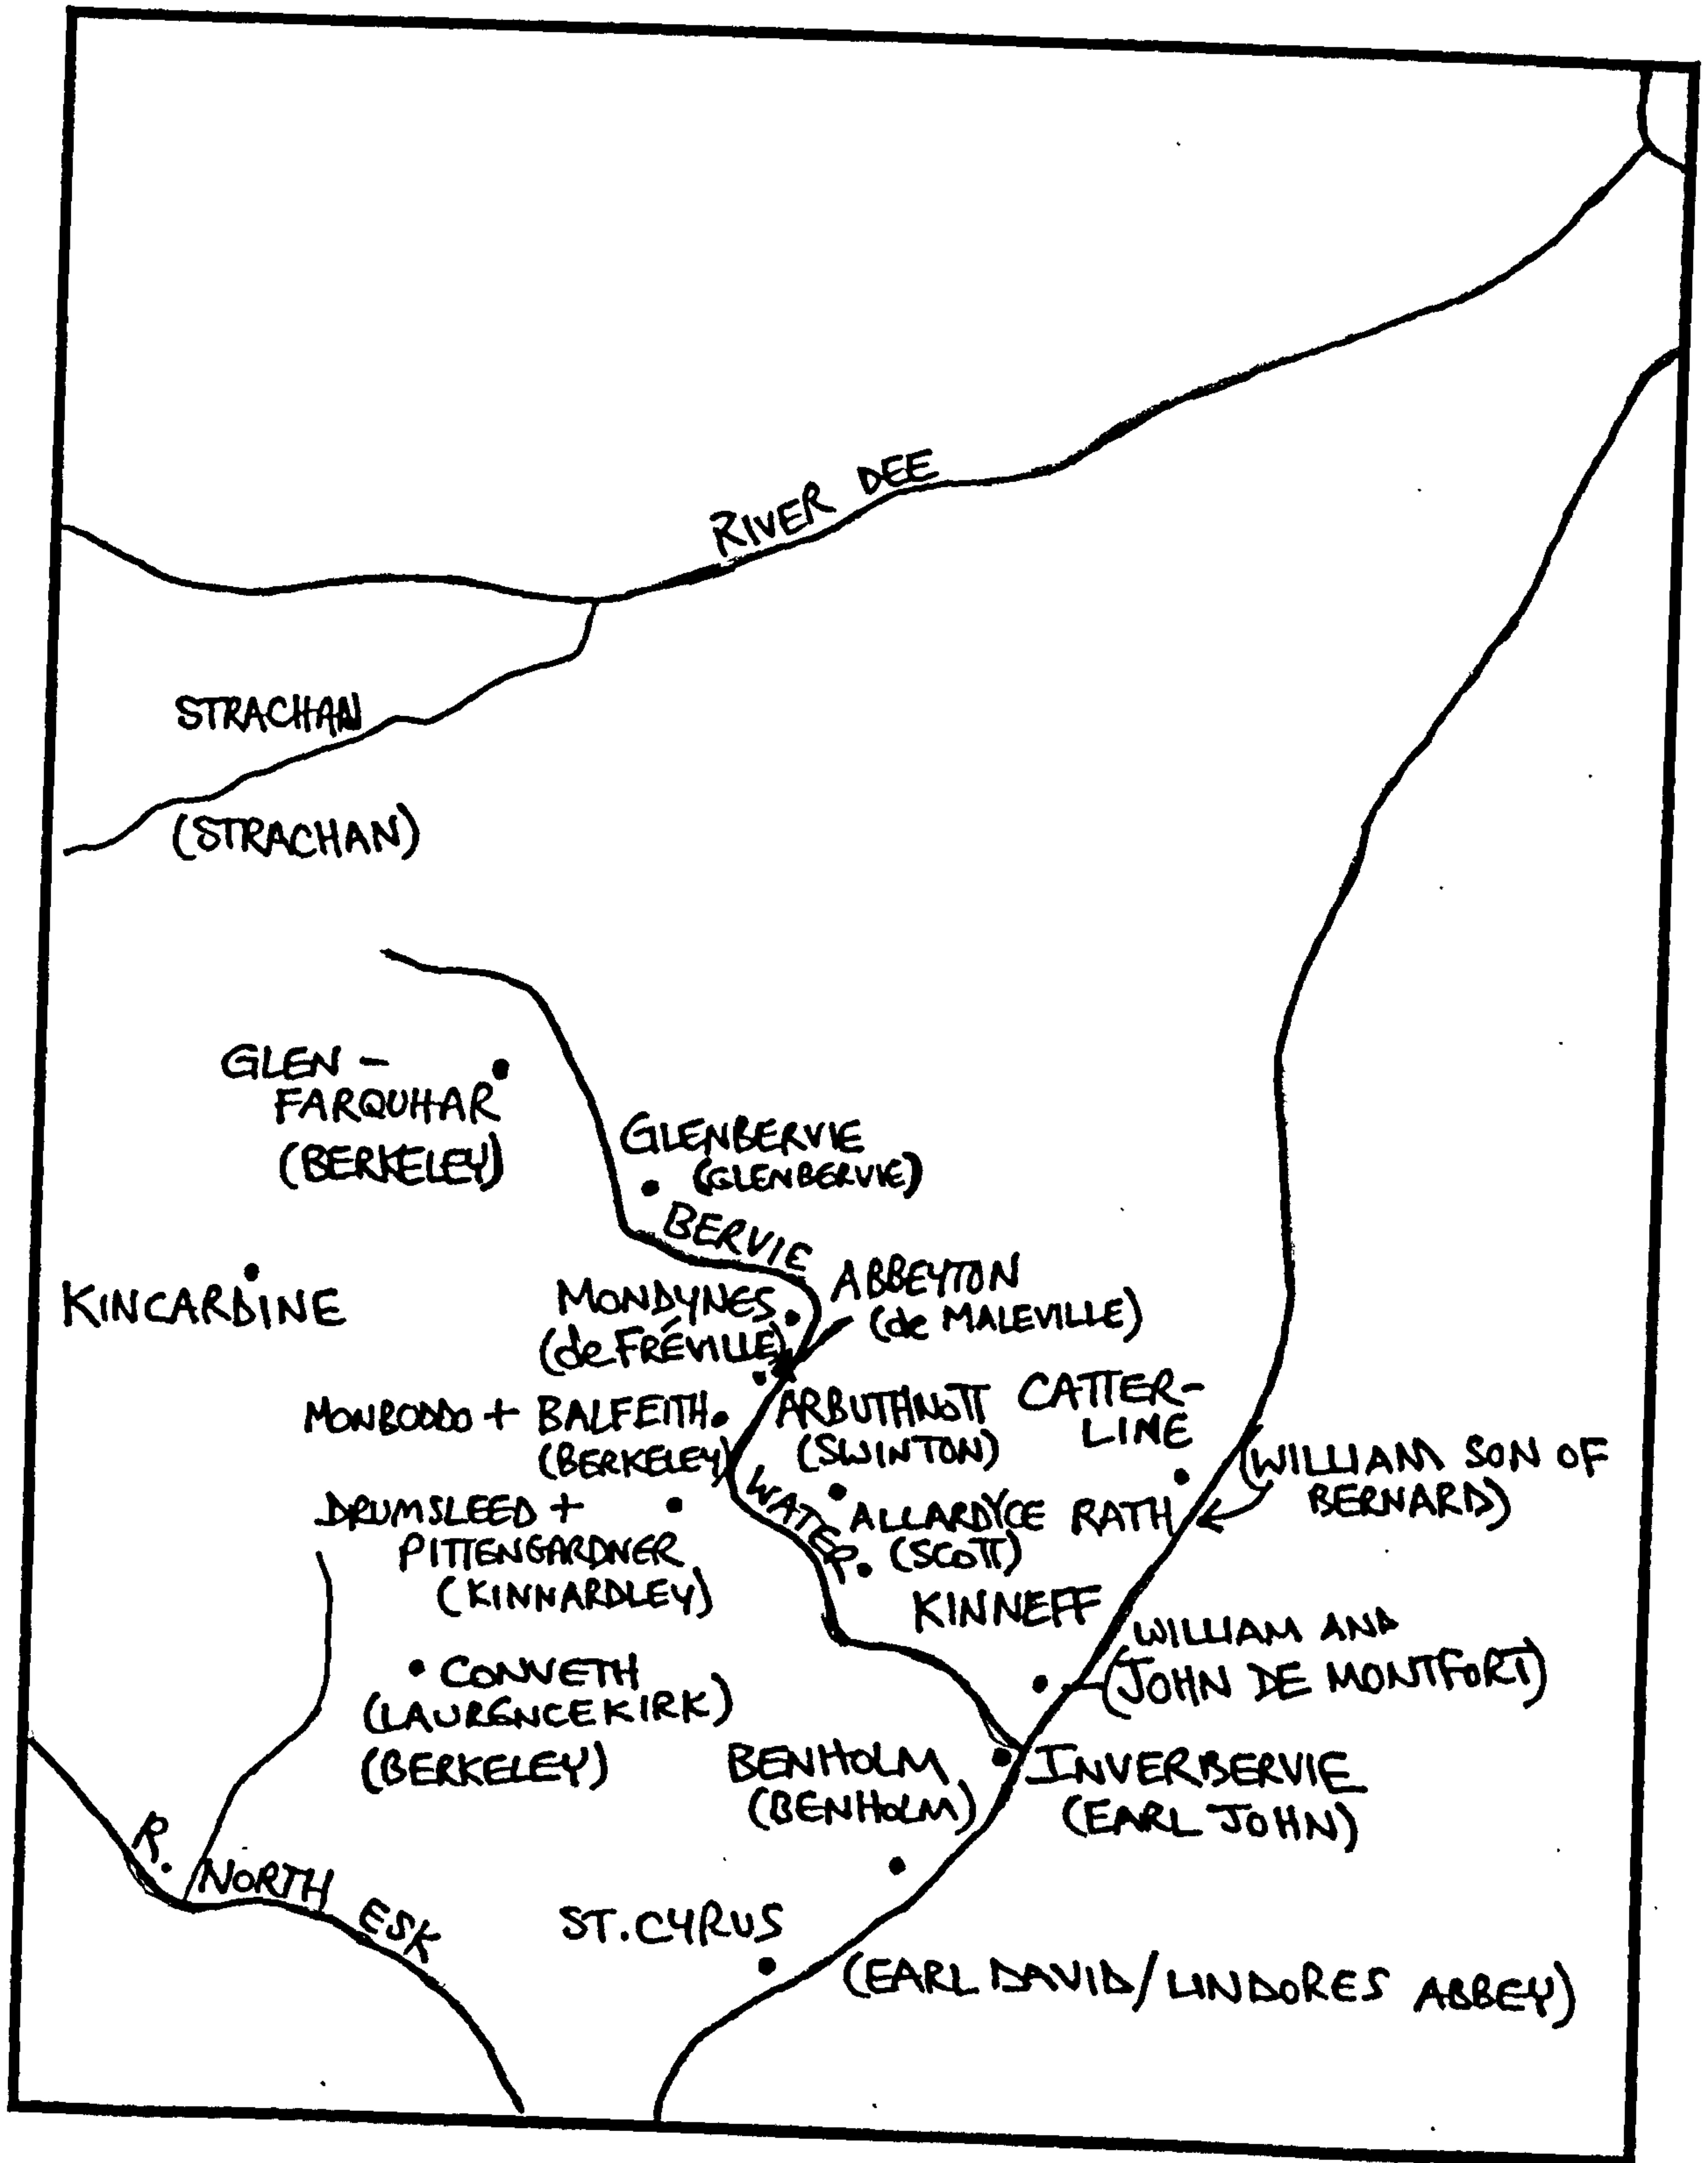 RIVER DEE
STRACHAN
(STRACHAN)
GLEN -
FARQUHAR
(BERKELEY)
GLENBERVIE
(GLENBERVIE)
BERVIE
KINCARDINE
ABBEYTON
(de MALEVILLE)
MONDYNES
(de FRÉVILLE)
MONBODDO + BALFEITH
(BERKELEY)
ARBUTHNOTT
(SWINTON)
CATTER-
LINE
(WILLIAM SON OF
BERNARD)
WATER
DRUMSLEED +
PITTENGARDNER
(KINNARDLEY)
ALLARDYCE
(SCOTT)
RATH
KINNEFF
WILLIAM AND
(JOHN DE MONTFORT)
CONVETH
(LAURENCEKIRK)
(BERKELEY)
BENHOLM
(BENHOLM)
INVERBERVIE
(EARL JOHN)
R. NORTH ESK
ST. CYRUS
(EARL DAVID/LINDORES ABBEY)